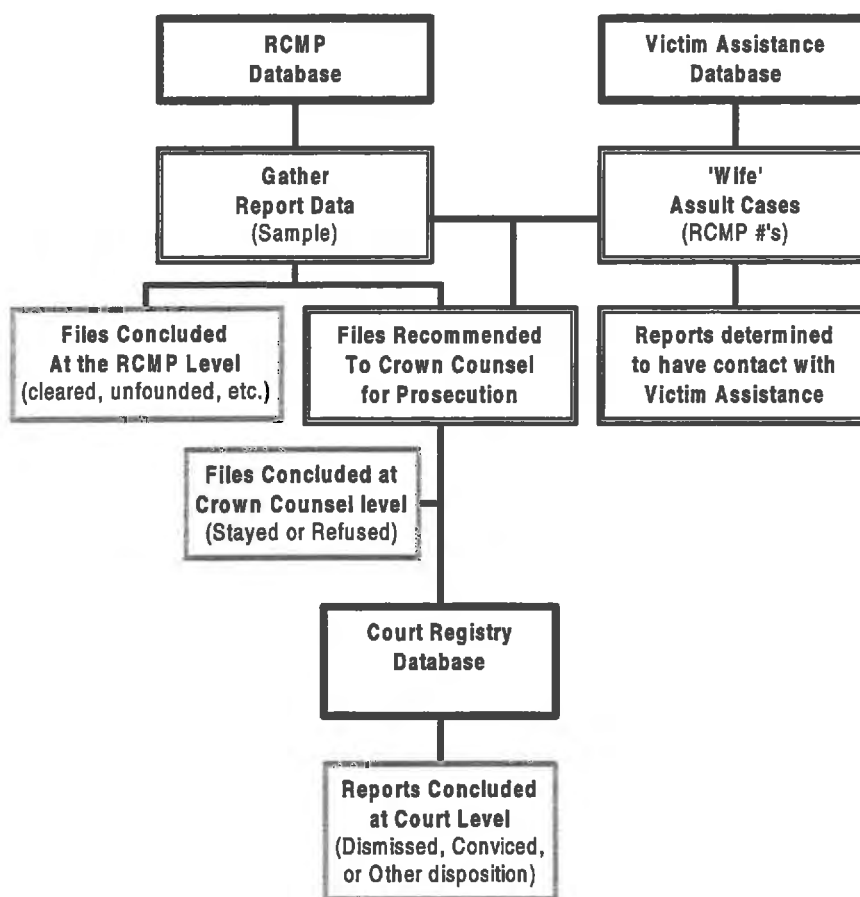 RCMP
Database
Victim Assistance
Database
Gather
Report Data
(Sample)
'Wife'
Assult Cases
(RCMP #'s)
Files Concluded
At the RCMP Level
(cleared, unfounded, etc.)
Files Recommended
To Crown Counsel
for Prosecution
Reports determined
to have contact with
Victim Assistance
Files Concluded at
Crown Counsel level
(Stayed or Refused)
Court Registry
Database
Reports Concluded
at Court Level
(Dismissed, Conviced,
or Other disposition)